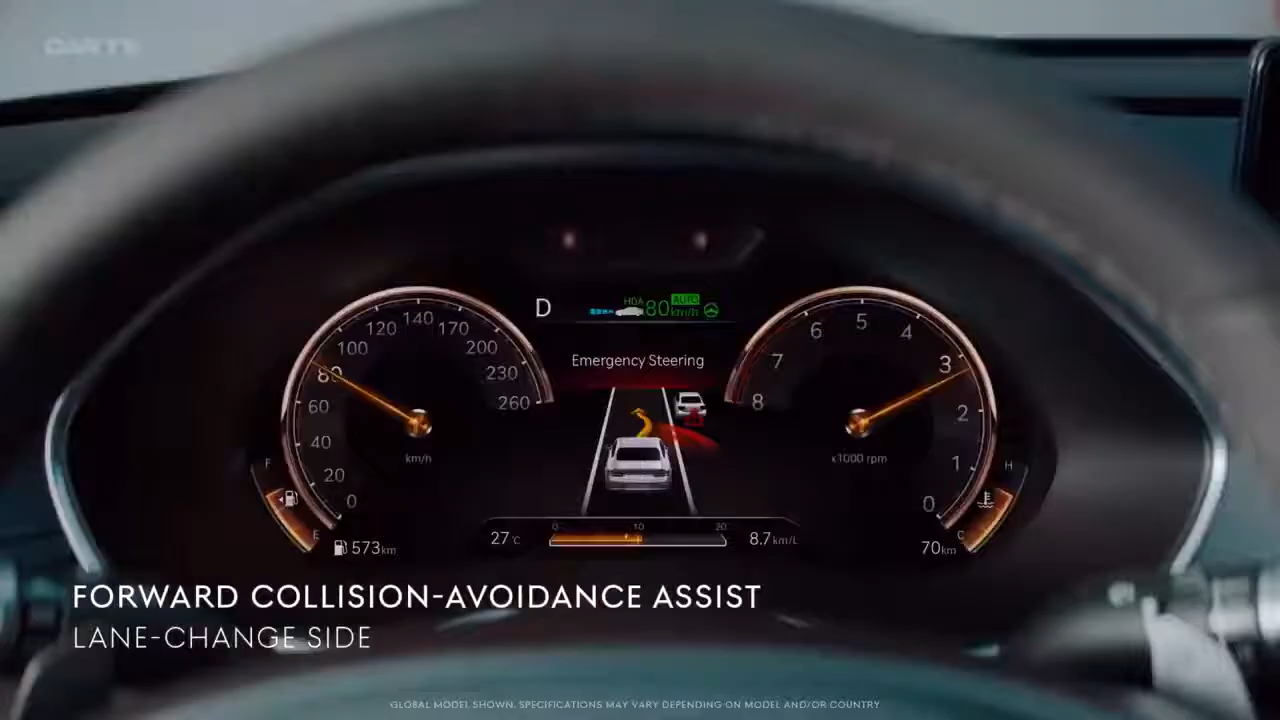 D
HDA
AUTO
80km/h
Emergency Steering
0
20
40
60
80
100
120
140
170
200
230
260
km/h
F
E
573km
27°C
0
10
20
8.7km/L
8
7
6
5
4
3
2
1
0
x1000 rpm
H
C
70km
FORWARD COLLISION-AVOIDANCE ASSIST
LANE-CHANGE SIDE
GLOBAL MODEL SHOWN. SPECIFICATIONS MAY VARY DEPENDING ON MODEL AND/OR COUNTRY